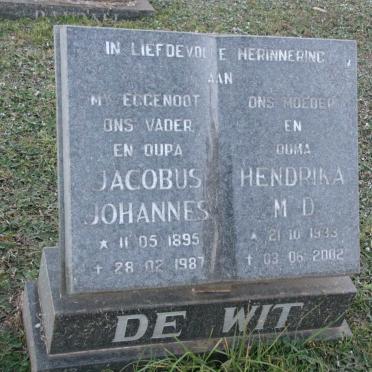 IN LIEFDEVOLLE HERINNERING
AAN
MY EGGENOOT
ONS VADER
EN OUPA
JACOBUS
JOHANNES
* 11 05 1895
+ 28 02 1987
ONS MOEDER
EN
OUMA
HENDRIKA
M D
* 21 10 1933
+ 03 06 2002
DE WIT